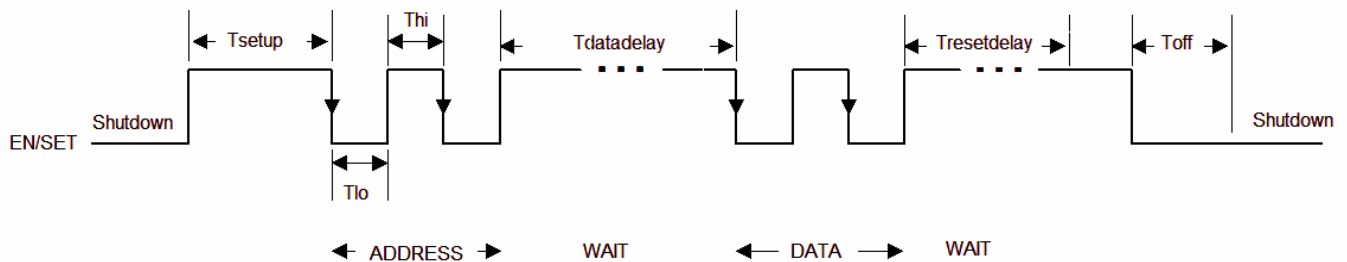 Thi
Tsetup
Tdatadelay
Tresetdelay
Toff
Shutdown
Shutdown
EN/SET
Tlo
ADDRESS
WAIT
DATA
WAIT